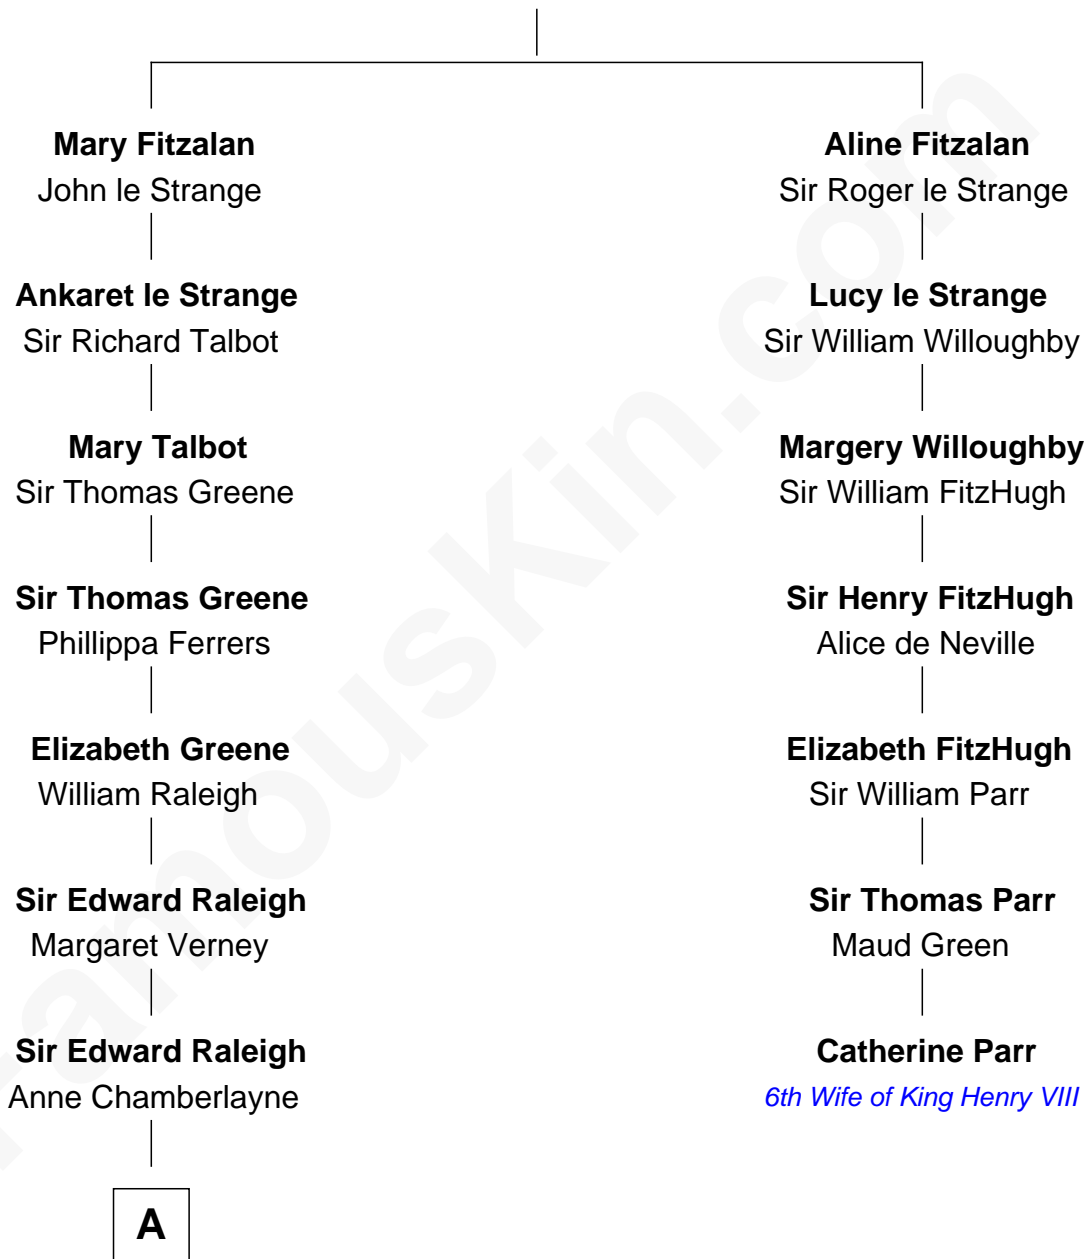 Mary Fitzalan
John le Strange
Ankaret le Strange
Sir Richard Talbot
Mary Talbot
Sir Thomas Greene
Sir Thomas Greene
Phillippa Ferrers
Elizabeth Greene
William Raleigh
Sir Edward Raleigh
Margaret Verney
Sir Edward Raleigh
Anne Chamberlayne
A
Aline Fitzalan
Sir Roger le Strange
Lucy le Strange
Sir William Willoughby
Margery Willoughby
Sir William FitzHugh
Sir Henry FitzHugh
Alice de Neville
Elizabeth FitzHugh
Sir William Parr
Sir Thomas Parr
Maud Green
Catherine Parr
6th Wife of King Henry VIII
FamousKin.com